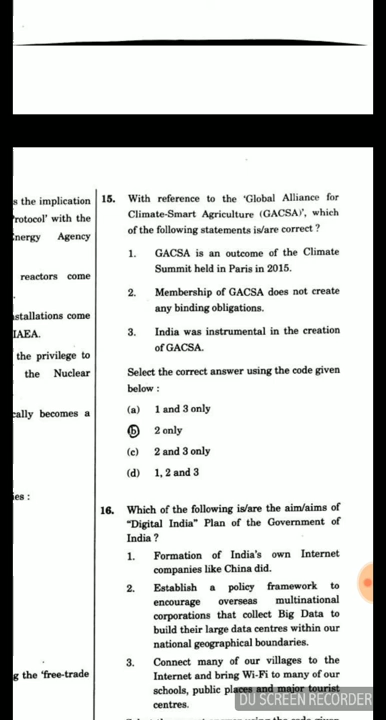 s the implication
rotocol' with the
nergy Agency
reactors come
stallations come
IAEA.
the privilege to
the Nuclear
cally becomes a
ies :
g the 'free-trade
15. With reference to the 'Global Alliance for
Climate-Smart Agriculture (GACSA)', which
of the following statements is/are correct ?
1. GACSA is an outcome of the Climate
Summit held in Paris in 2015.
2. Membership of GACSA does not create
any binding obligations.
3. India was instrumental in the creation
of GACSA.
Select the correct answer using the code given
below :
(a) 1 and 3 only
(b) 2 only
(c) 2 and 3 only
(d) 1, 2 and 3
16. Which of the following is/are the aim/aims of
"Digital India" Plan of the Government of
India ?
1. Formation of India's own Internet
companies like China did.
2. Establish a policy framework to
encourage overseas multinational
corporations that collect Big Data to
build their large data centres within our
national geographical boundaries.
3. Connect many of our villages to the
Internet and bring Wi-Fi to many of our
schools, public places and major tourist
centres.
DU SCREEN RECORDER